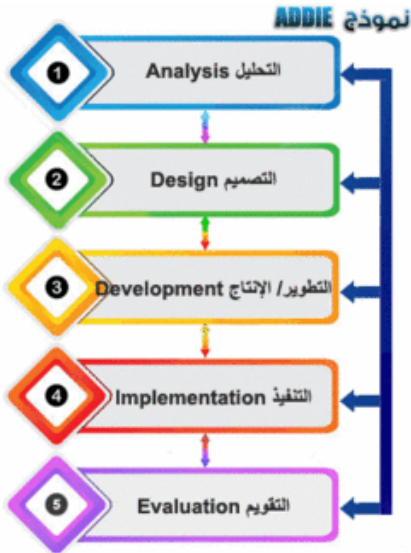 نموذج ADDIE
1
التحليل Analysis
2
التصميم Design
3
التطوير/ الإنتاج Development
4
التنفيذ Implementation
5
التقويم Evaluation